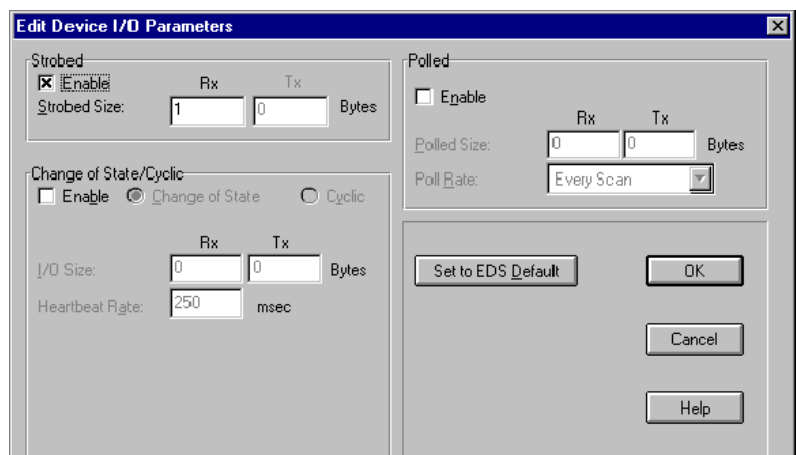 Edit Device I/O Parameters
Strobed
Enable
Rx
Tx
Strobed Size:
1
0
Bytes
Change of State/Cyclic
Enable
Change of State
Cyclic
Rx
Tx
I/O Size:
0
0
Bytes
Heartbeat Rate:
250
msec
Polled
Enable
Rx
Tx
Polled Size:
0
0
Bytes
Poll Rate:
Every Scan
Set to EDS Default
OK
Cancel
Help